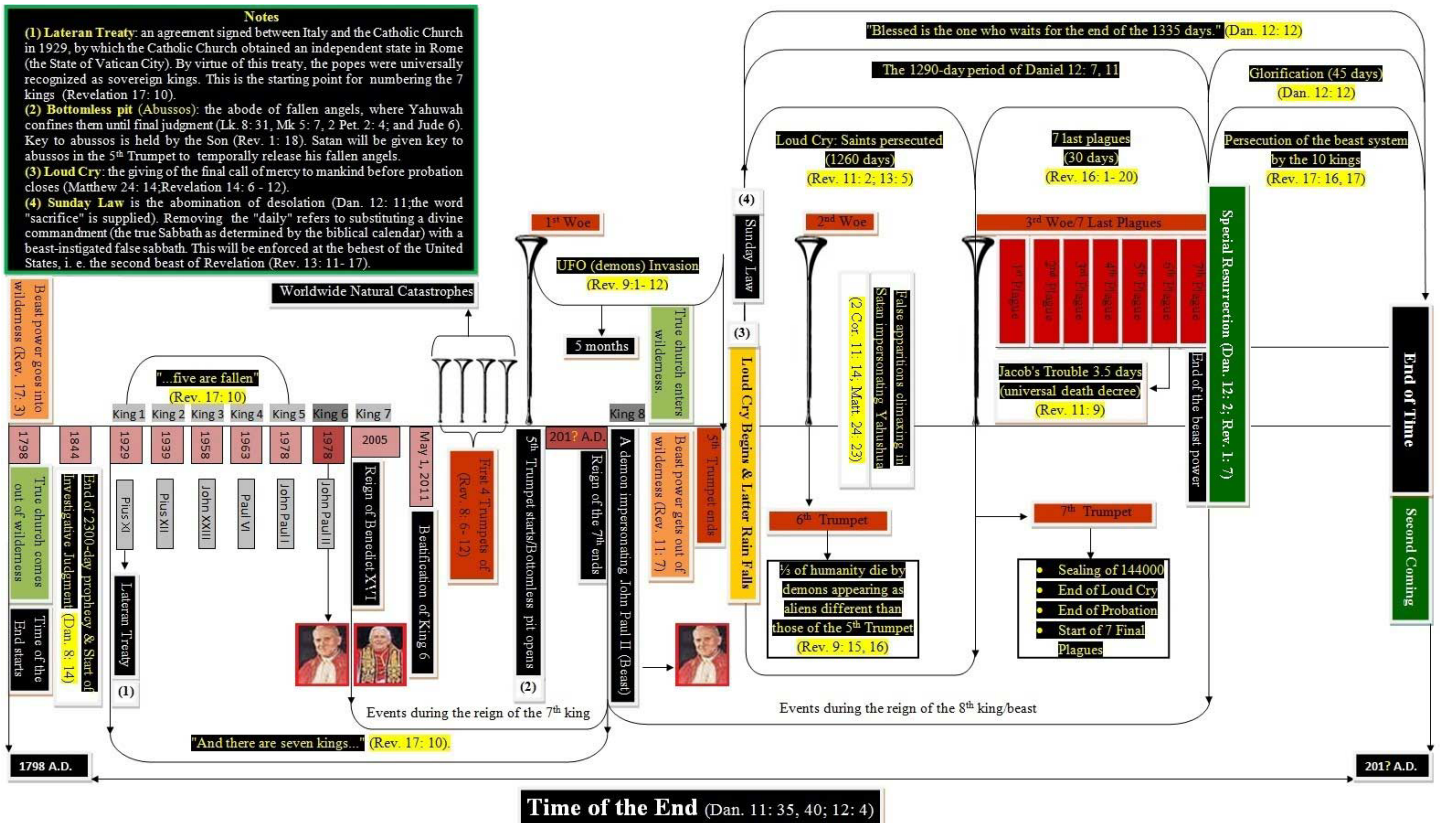 Notes
(1) Lateran Treaty: an agreement signed between Italy and the Catholic Church
in 1929, by which the Catholic Church obtained an independent state in Rome
(the State of Vatican City). By virtue of this treaty, the popes were universally
recognized as sovereign kings. This is the starting point for numbering the 7
kings (Revelation 17: 10).
(2) Bottomless pit (Abussos): the abode of fallen angels, where Yahuwah
confines them until final judgment (Lk. 8: 31, Mk 5: 7, 2 Pet. 2: 4; and Jude 6).
Key to abussos is held by the Son (Rev. 1: 18). Satan will be given key to
abussos in the 5th Trumpet to temporally release his fallen angels.
(3) Loud Cry: the giving of the final call of mercy to mankind before probation
closes (Matthew 24: 14;Revelation 14: 6 - 12).
(4) Sunday Law is the abomination of desolation (Dan. 12: 11;the word
"sacrifice" is supplied). Removing the "daily" refers to substituting a divine
commandment (the true Sabbath as determined by the biblical calendar) with a
beast-instigated false sabbath. This will be enforced at the behest of the United
States, i. e. the second beast of Revelation (Rev. 13: 11- 17).
"Blessed is the one who waits for the end of the 1335 days." (Dan. 12: 12)
The 1290-day period of Daniel 12: 7, 11
Glorification (45 days)
(Dan. 12: 12)
Loud Cry: Saints persecuted
(1260 days)
(Rev. 11: 2; 13: 5)
7 last plagues
(30 days)
(Rev. 16: 1- 20)
Persecution of the beast system
by the 10 kings
(Rev. 17: 16, 17)
(4)
Sunday Law
1st Woe
2nd Woe
3rd Woe/7 Last Plagues
UFO (demons) Invasion
(Rev. 9:1- 12)
5 months
1st Plague
2nd Plague
3rd Plague
4th Plague
5th Plague
6th Plague
7th Plague
Special Resurrection (Dan. 12: 2; Rev. 1: 7)
Worldwide Natural Catastrophes
Beast power goes into
wilderness (Rev. 17: 3)
"...five are fallen"
(Rev. 17: 10)
True church enters
wilderness.
(3)
Loud Cry Begins & Latter Rain Falls
False apparitions climaxing in
Satan impersonating Yahushua
(2 Cor. 11: 14; Matt. 24: 23)
Jacob's Trouble 3.5 days
(universal death decree)
(Rev. 11: 9)
End of the beast power
End of Time
King 1
King 2
King 3
King 4
King 5
King 6
King 7
King 8
1798
1844
1929
1939
1958
1963
1978
1978
2005
May 1, 2011
201? A.D.
True church comes
out of wilderness
End of 2300-day prophecy & Start of
Investigative Judgment (Dan. 8: 14)
Pius XI
Pius XII
John XXIII
Paul VI
John Paul I
John Paul II
Reign of Benedict XVI
Beatification of King 6
First 4 Trumpets of
(Rev. 8: 6- 12)
5th Trumpet starts/Bottomless pit opens
(2)
Reign of the 7th ends
A demon impersonating John Paul II (Beast)
Beast power gets out of
wilderness (Rev. 11: 7)
5th Trumpet ends
6th Trumpet
⅓ of humanity die by
demons appearing as
aliens different than
those of the 5th Trumpet
(Rev. 9: 15, 16)
7th Trumpet
Sealing of 144000
End of Loud Cry
End of Probation
Start of 7 Final
Plagues
Second Coming
Time of the
End starts
Lateran Treaty
(1)
Events during the reign of the 7th king
Events during the reign of the 8th king/beast
"And there are seven kings..." (Rev. 17: 10).
1798 A.D.
201? A.D.
Time of the End (Dan. 11: 35, 40; 12: 4)